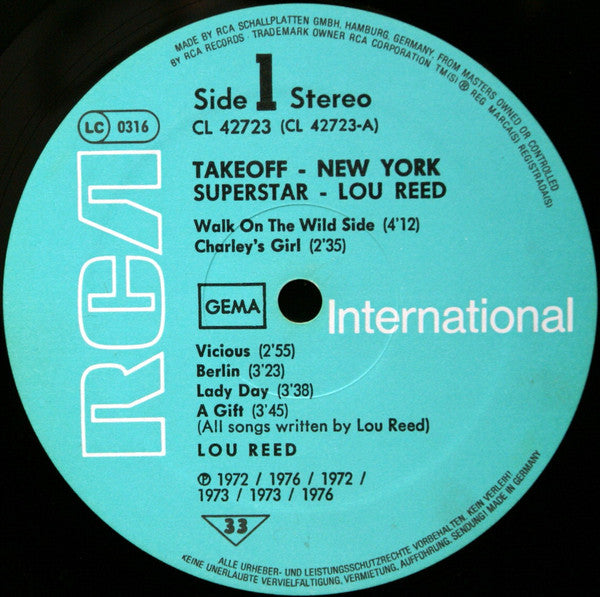 MADE BY RCA SCHALLPLATTEN GMBH, HAMBURG, GERMANY, FROM MASTERS OWNED OR CONTROLLED
BY RCA RECORDS · TRADEMARK OWNER RCA CORPORATION TM(S) ® REG MARCA(S) REGISTRADA(S)
Side 1 Stereo
LC 0316
CL 42723 (CL 42723-A)
TAKEOFF - NEW YORK
SUPERSTAR - LOU REED
Walk On The Wild Side (4'12)
Charley's Girl (2'35)
RCA
GEMA
International
Vicious (2'55)
Berlin (3'23)
Lady Day (3'38)
A Gift (3'45)
(All songs written by Lou Reed)
LOU REED
℗ 1972 / 1976 / 1972 /
1973 / 1973 / 1976
33
ALLE URHEBER- UND LEISTUNGSSCHUTZRECHTE VORBEHALTEN. KEIN VERLEIH!
KEINE UNERLAUBTE VERVIELFÄLTIGUNG, VERMIETUNG, AUFFÜHRUNG, SENDUNG! MADE IN GERMANY